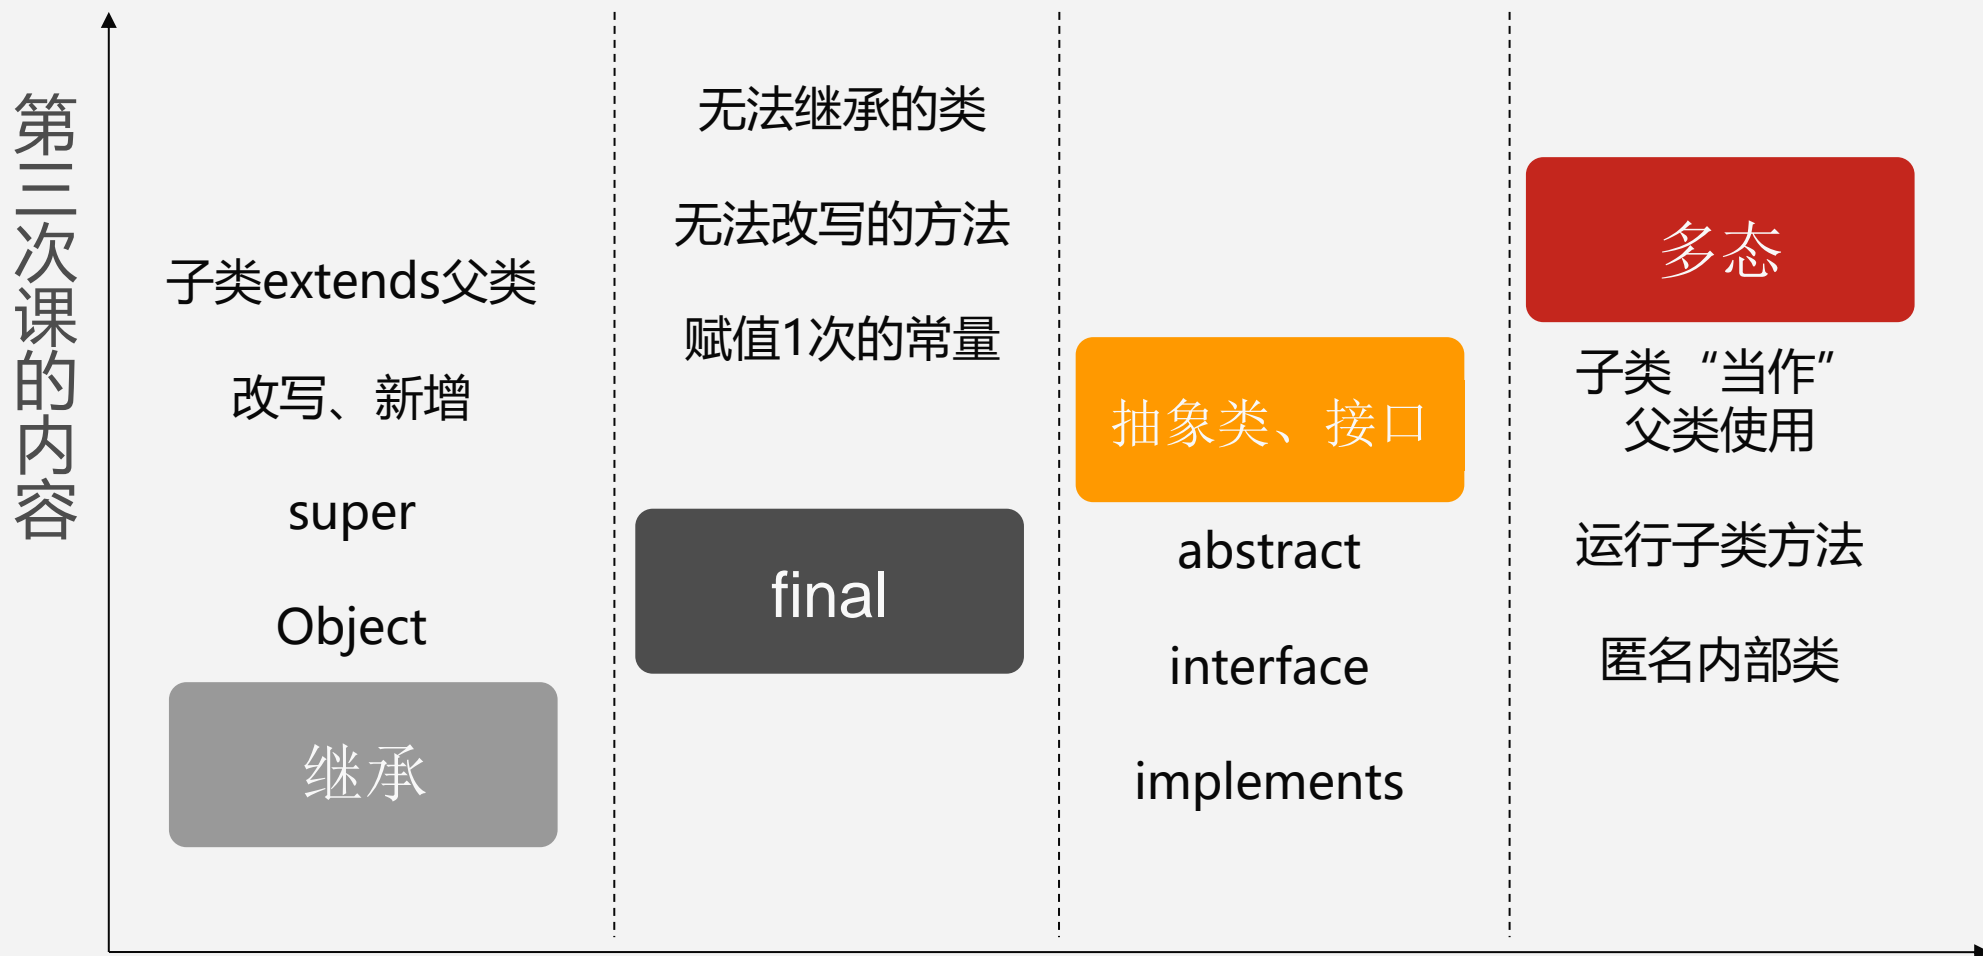 第三次课的内容
子类extends父类
改写、新增
super
Object
继承
无法继承的类
无法改写的方法
赋值1次的常量
final
抽象类、接口
abstract
interface
implements
多态
子类“当作”
父类使用
运行子类方法
匿名内部类